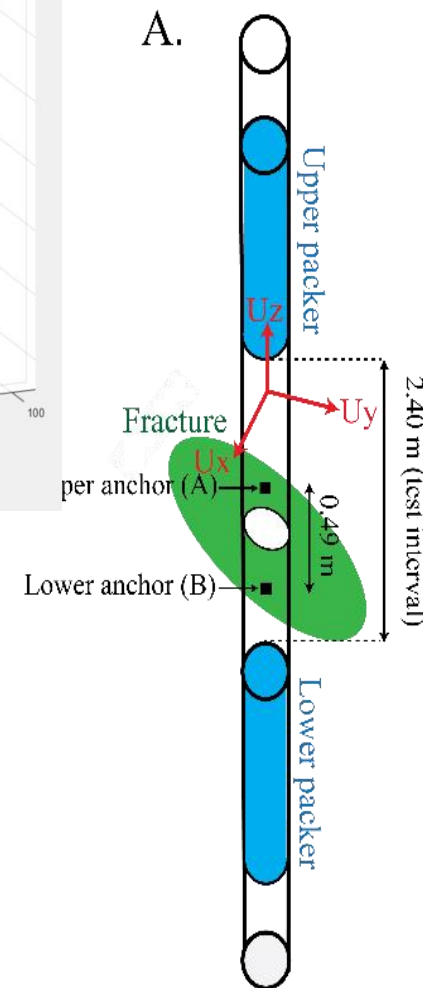 A.
Upper packer
Uz
2.40 m (test interval)
100
Uy
Fracture
Ux
per anchor (A)
0.49 m
Lower anchor (B)
Lower packer